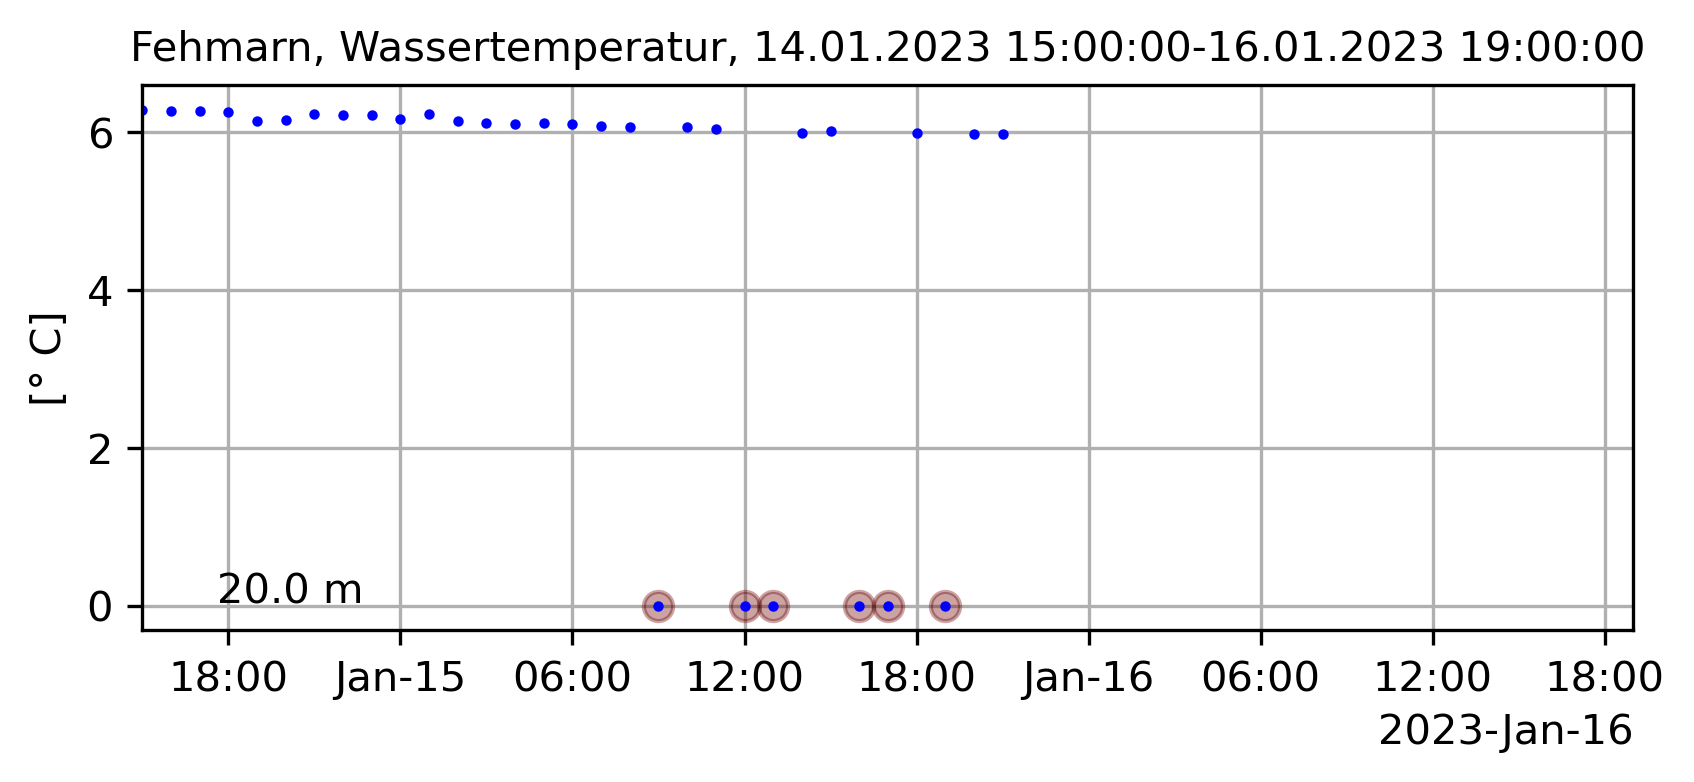 Fehmarn, Wassertemperatur, 14.01.2023 15:00:00-16.01.2023 19:00:00
6
4
2
0
[° C]
20.0 m
18:00 Jan-15 06:00 12:00 18:00 Jan-16 06:00 12:00 18:00
2023-Jan-16